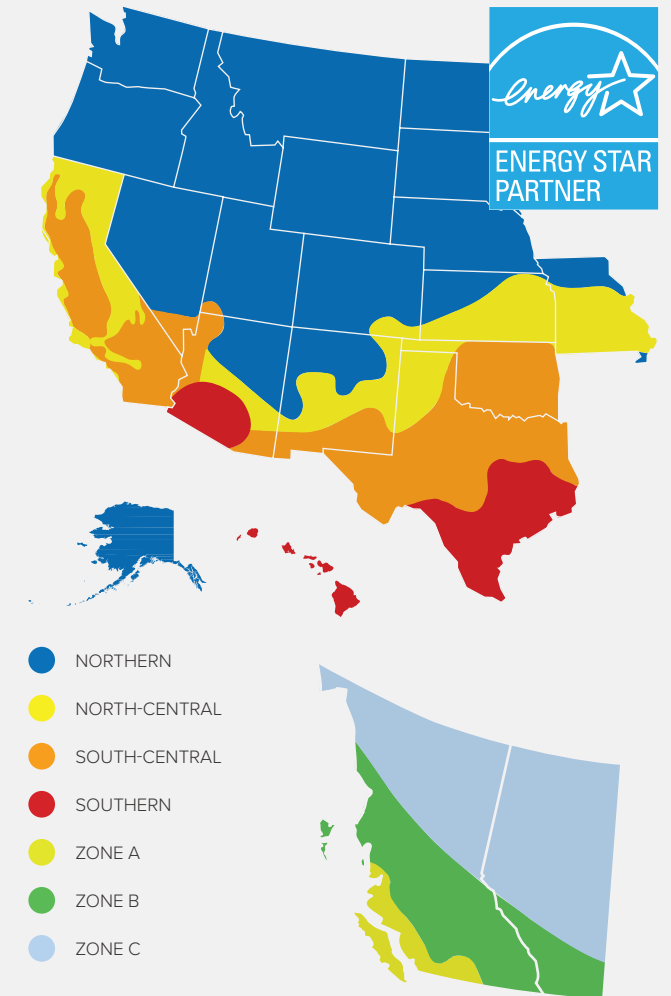 energy
ENERGY STAR
PARTNER
NORTHERN
NORTH-CENTRAL
SOUTH-CENTRAL
SOUTHERN
ZONE A
ZONE B
ZONE C